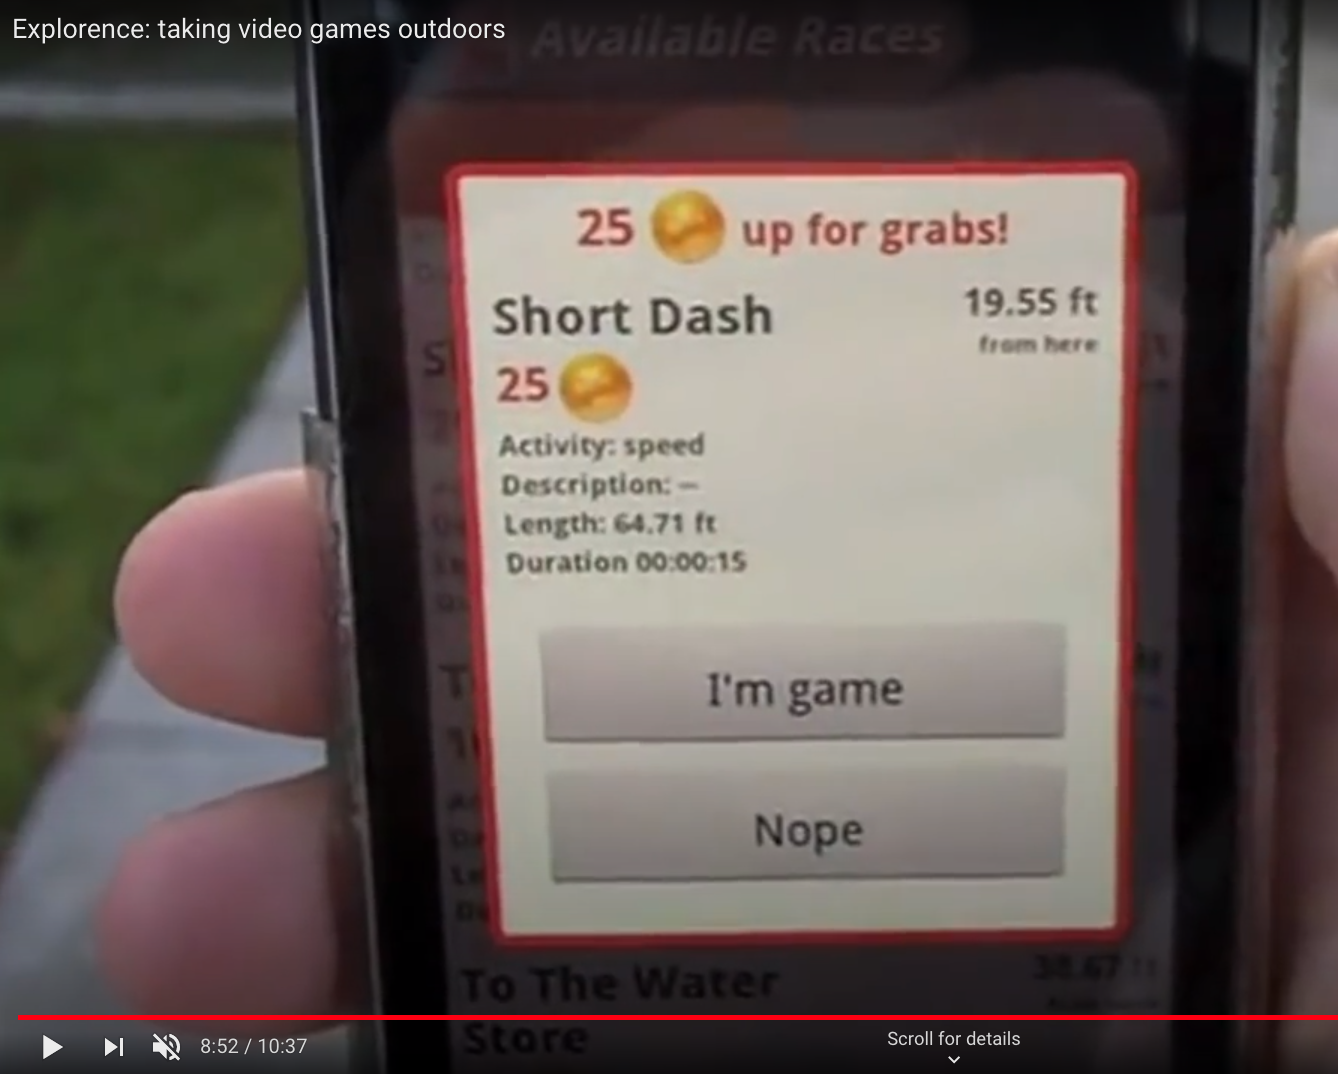 Explorence: taking video games outdoors
Available Races
25 up for grabs!
Short Dash
19.55 ft
from here
25
Activity: speed
Description: –
Length: 64.71 ft
Duration 00:00:15
I'm game
Nope
To The Water
Store
30.67 ft
8:52 / 10:37
Scroll for details